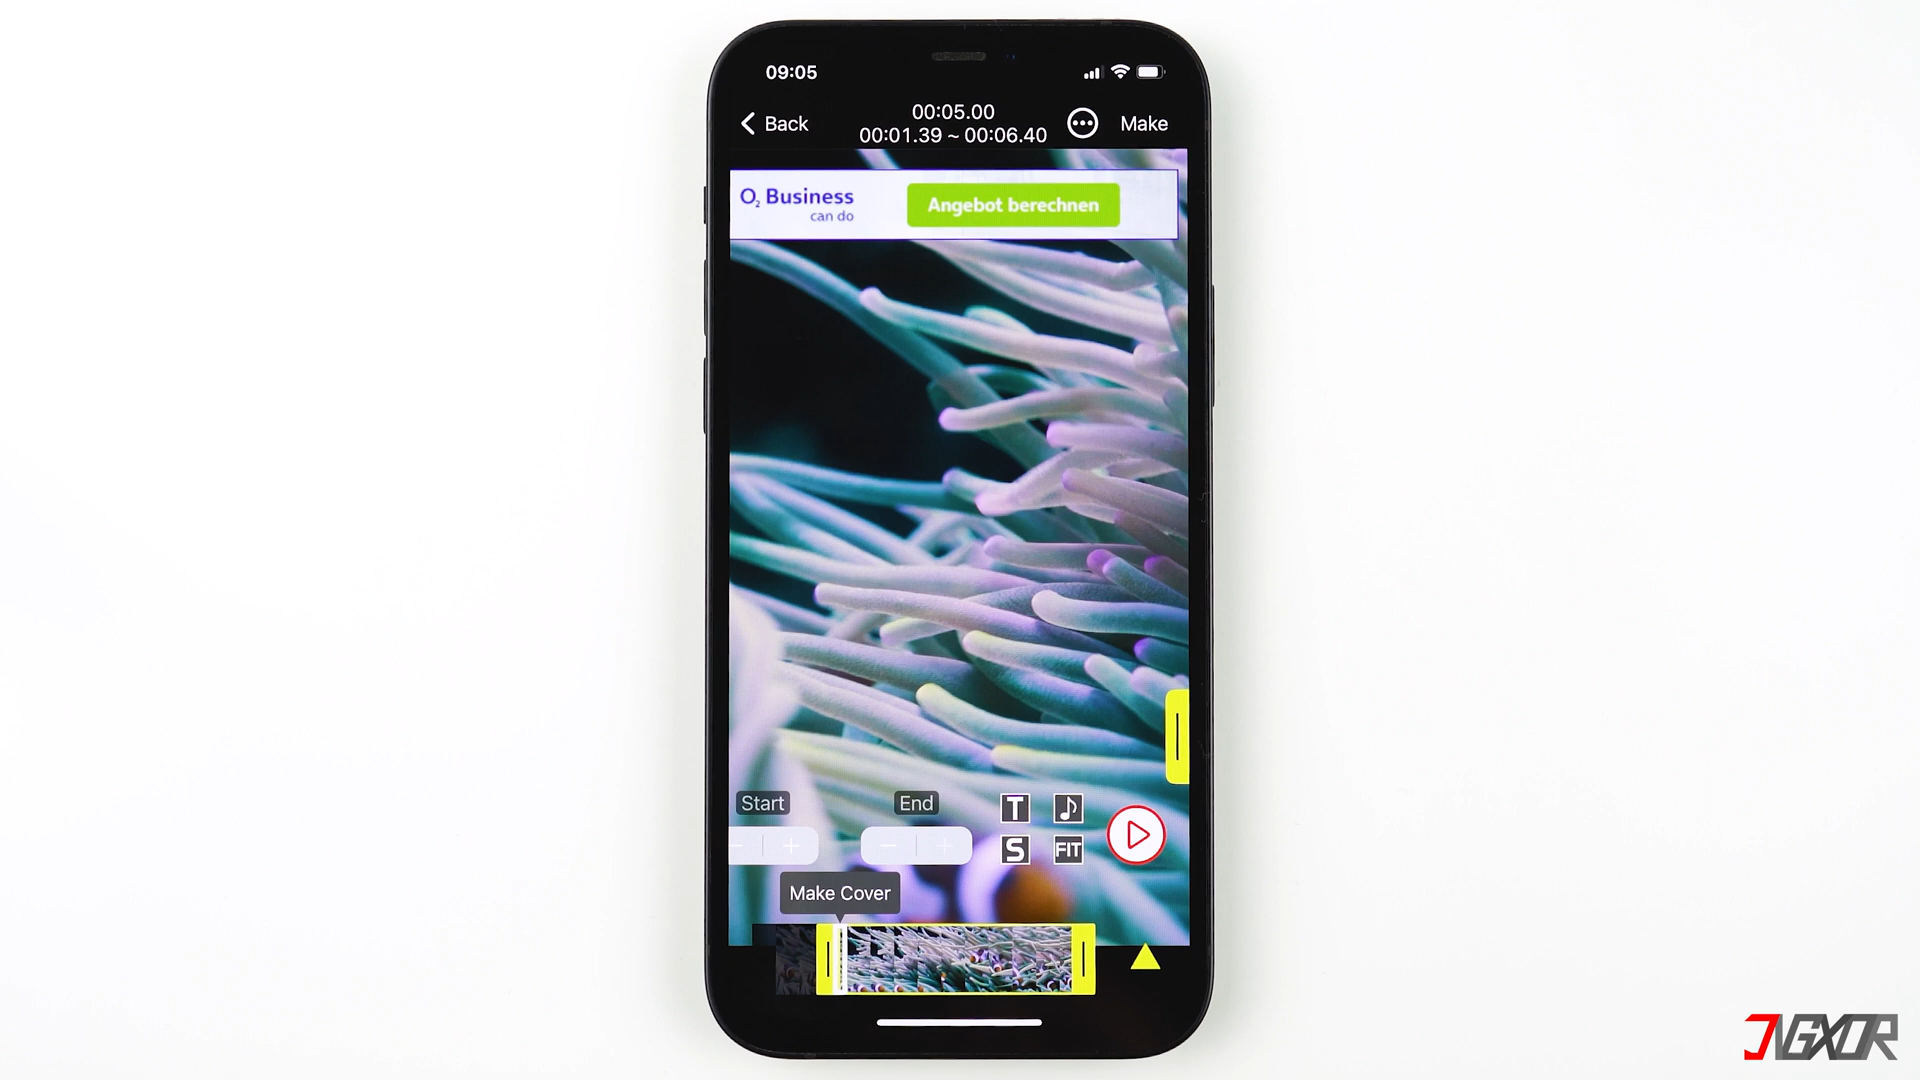 09:05
Back
00:05.00
00:01.39 ~ 00:06.40
Make
O₂ Business
can do
Angebot berechnen
Start
End
T
S
FIT
Make Cover
JVGXOR